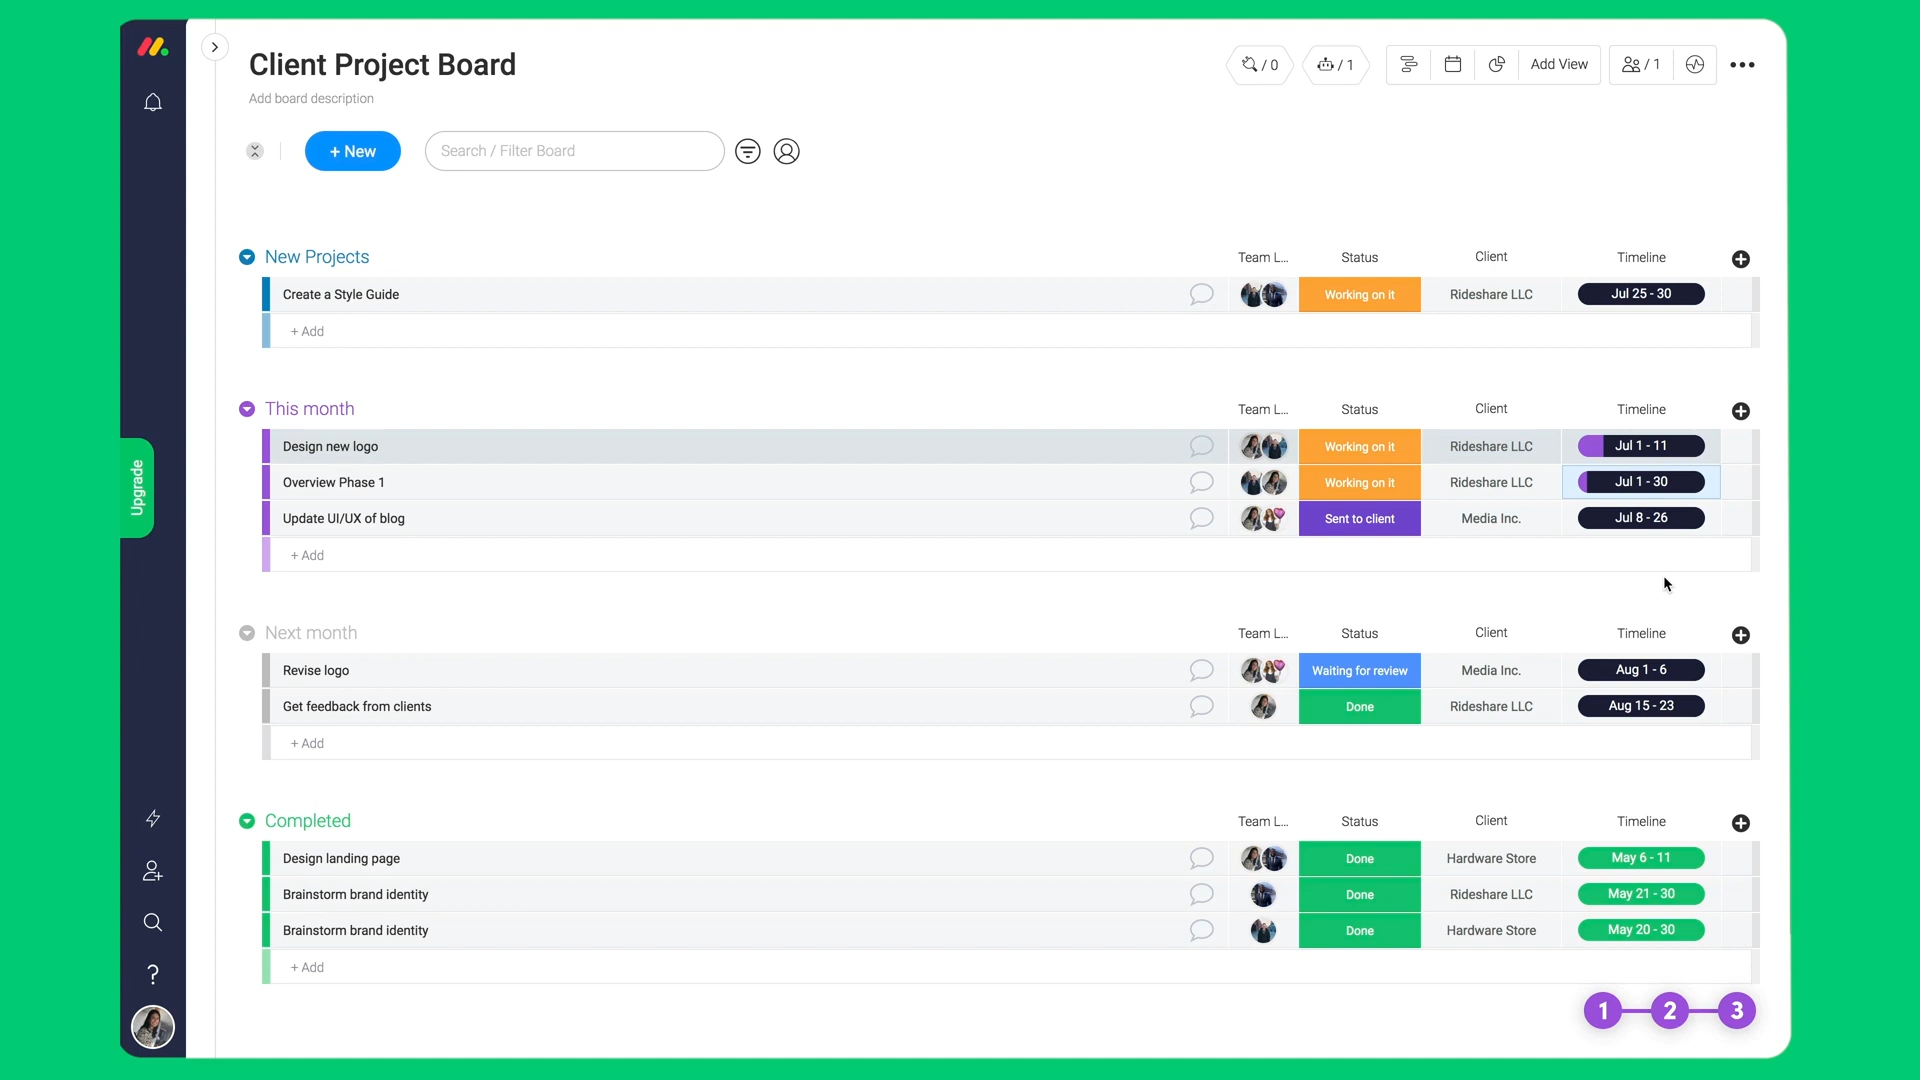 Client Project Board
/ 0
/ 1
Add View
/ 1
Add board description
+ New
Search / Filter Board
New Projects Team L... Status Client Timeline
Create a Style Guide Working on it Rideshare LLC Jul 25 - 30
+ Add
This month Team L... Status Client Timeline
Design new logo Working on it Rideshare LLC Jul 1 - 11
Overview Phase 1 Working on it Rideshare LLC Jul 1 - 30
Update UI/UX of blog Sent to client Media Inc. Jul 8 - 26
+ Add
Upgrade
Next month Team L... Status Client Timeline
Revise logo Waiting for review Media Inc. Aug 1 - 6
Get feedback from clients Done Rideshare LLC Aug 15 - 23
+ Add
Completed Team L... Status Client Timeline
Design landing page Done Hardware Store May 6 - 11
Brainstorm brand identity Done Rideshare LLC May 21 - 30
Brainstorm brand identity Done Hardware Store May 20 - 30
+ Add
?
1 2 3